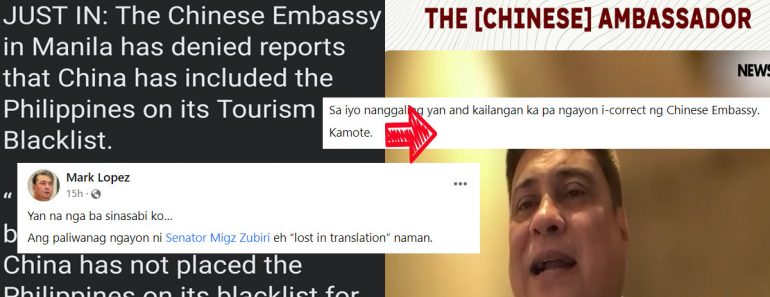 JUST IN: The Chinese Embassy
in Manila has denied reports
that China has included the
Philippines on its Tourism
Blacklist.
“
b
China has not placed the
Philippines on its blacklist for
Mark Lopez
15h ·
Yan na nga ba sinasabi ko...
Ang paliwanag ngayon ni Senator Migz Zubiri eh “lost in translation” naman.
THE [CHINESE] AMBASSADOR
NEWS
Sa iyo nanggaling yan and kailangan ka pa ngayon i-correct ng Chinese Embassy.
Kamote.